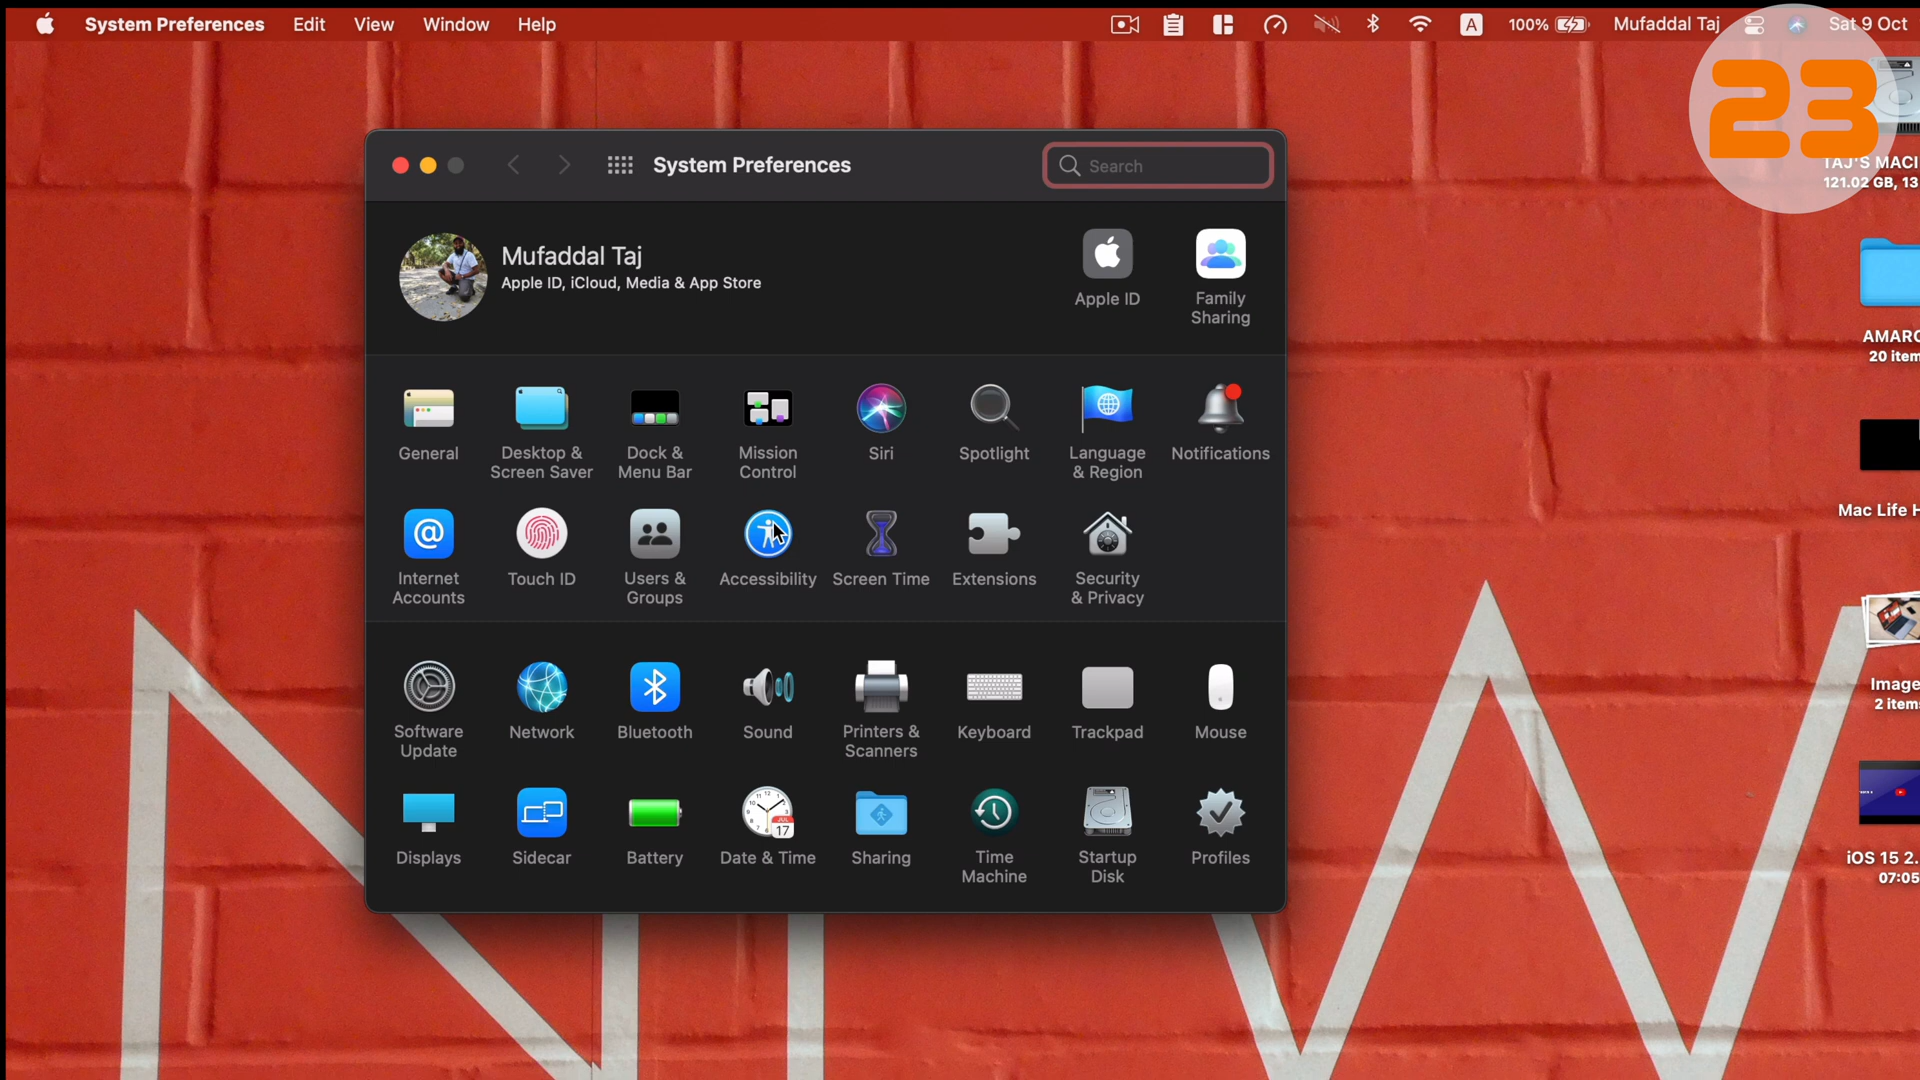 System Preferences Edit View Window Help
A 100% Mufaddal Taj Sat 9 Oct
23
TAJ'S MACI
121.02 GB, 13
System Preferences
Search
Mufaddal Taj
Apple ID, iCloud, Media & App Store
Apple ID
Family
Sharing
20 item
General
Desktop &
Screen Saver
Dock &
Menu Bar
Mission
Control
Siri
Spotlight
Language
& Region
Notifications
Mac Life H
Internet
Accounts
Touch ID
Users &
Groups
Accessibility
Screen Time
Extensions
Security
& Privacy
Image
2 item
Software
Update
Network
Bluetooth
Sound
Printers &
Scanners
Keyboard
Trackpad
Mouse
JUL
17
Displays
Sidecar
Battery
Date & Time
Sharing
Time
Machine
Startup
Disk
Profiles
iOS 15 2.
07:05